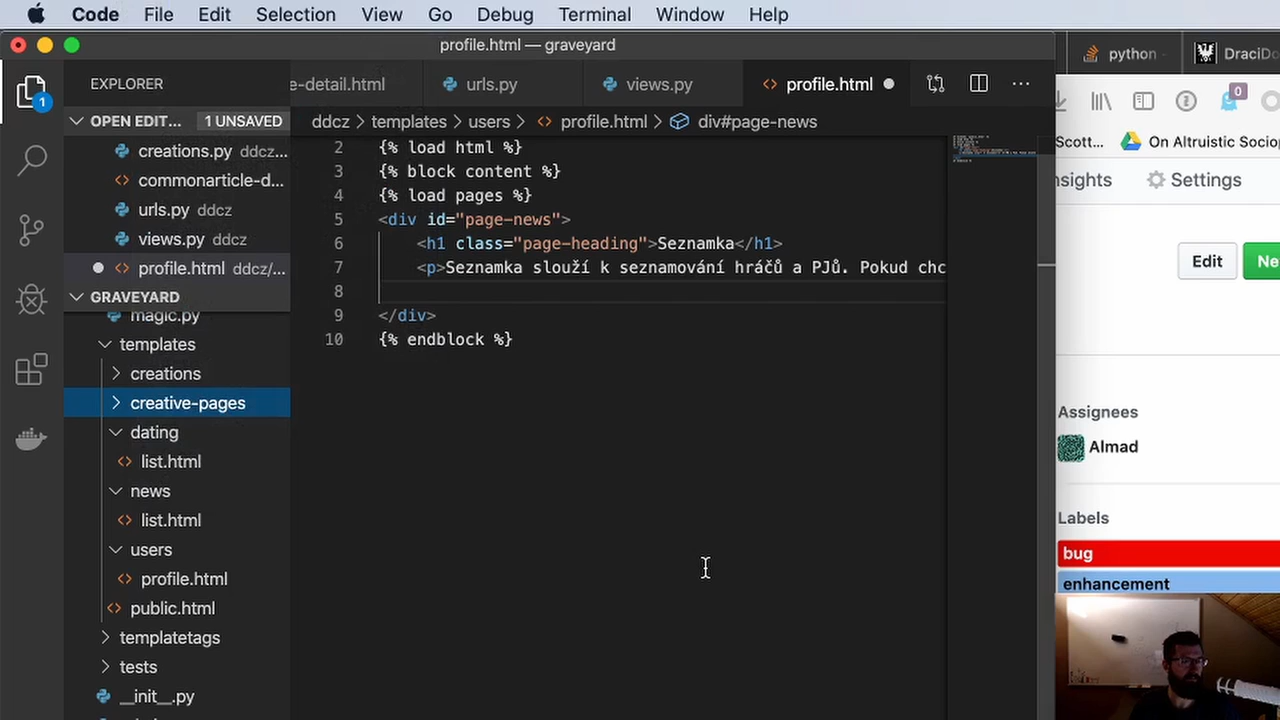 Code File Edit Selection View Go Debug Terminal Window Help
profile.html — graveyard
python
DraciDo
EXPLORER
e-detail.html
urls.py
views.py
profile.html
OPEN EDIT... 1 UNSAVED
ddcz > templates > users > profile.html > div#page-news
0
1
creations.py ddcz...
commonarticle-d...
urls.py ddcz
views.py ddcz
profile.html ddcz/...
GRAVEYARD
magic.py
templates
creations
creative-pages
dating
list.html
news
list.html
users
profile.html
public.html
templatetags
tests
__init__.py
2 {% load html %}
3 {% block content %}
4 {% load pages %}
5 <div id="page-news">
6 <h1 class="page-heading">Seznamka</h1>
7 <p>Seznamka slouží k seznamování hráčů a PJů. Pokud chc
8
9 </div>
10 {% endblock %}
Scott...
On Altruistic Sociop
nsights
Settings
Edit
Ne
Assignees
Almad
Labels
bug
enhancement